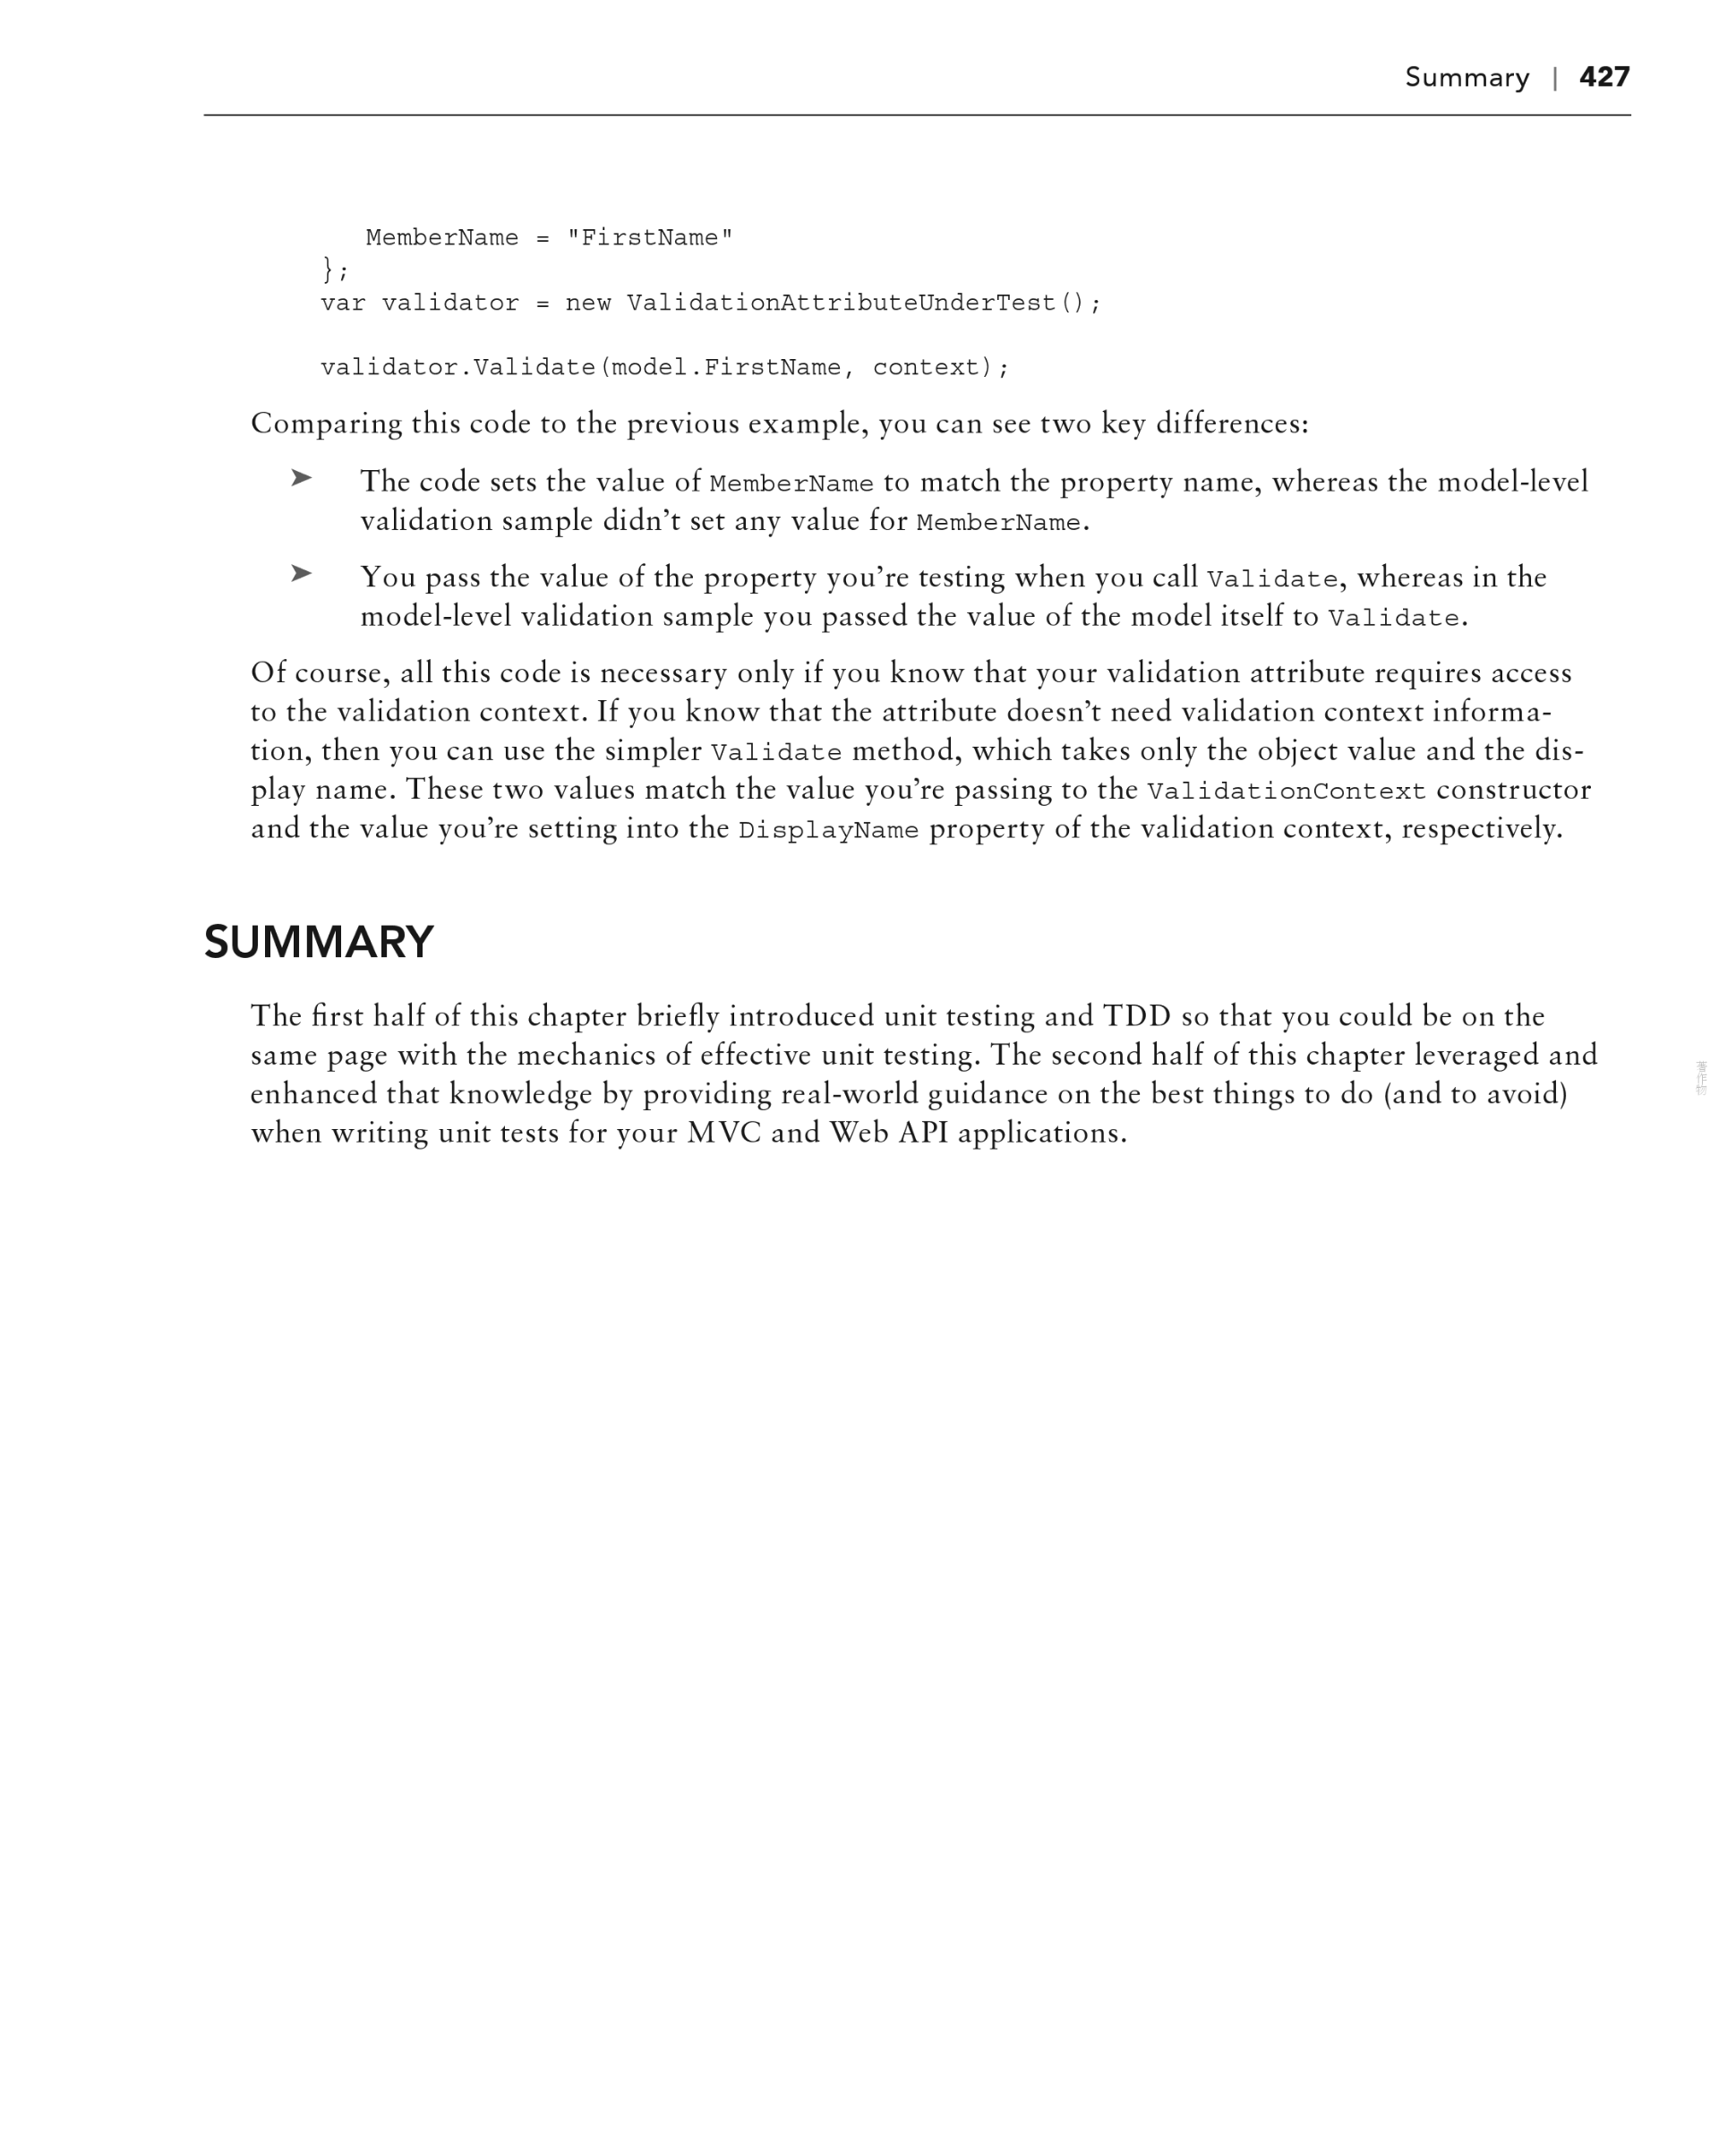 Summary | 427
MemberName = "FirstName"
};
var validator = new ValidationAttributeUnderTest();
validator.Validate(model.FirstName, context);
Comparing this code to the previous example, you can see two key differences:
➤ The code sets the value of MemberName to match the property name, whereas the model-level
validation sample didn’t set any value for MemberName.
➤ You pass the value of the property you’re testing when you call Validate, whereas in the
model-level validation sample you passed the value of the model itself to Validate.
Of course, all this code is necessary only if you know that your validation attribute requires access
to the validation context. If you know that the attribute doesn’t need validation context informa-
tion, then you can use the simpler Validate method, which takes only the object value and the dis-
play name. These two values match the value you’re passing to the ValidationContext constructor
and the value you’re setting into the DisplayName property of the validation context, respectively.
SUMMARY
The first half of this chapter briefly introduced unit testing and TDD so that you could be on the
same page with the mechanics of effective unit testing. The second half of this chapter leveraged and
enhanced that knowledge by providing real-world guidance on the best things to do (and to avoid)
when writing unit tests for your MVC and Web API applications.
著作物